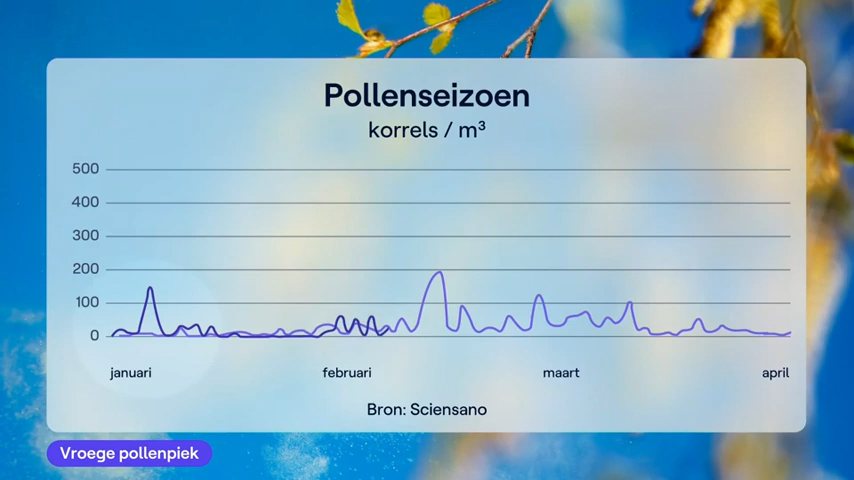 Pollenseizoen
korrels / m³
500
400
300
200
100
0
januari februari maart april
Bron: Sciensano
Vroege pollenpiek